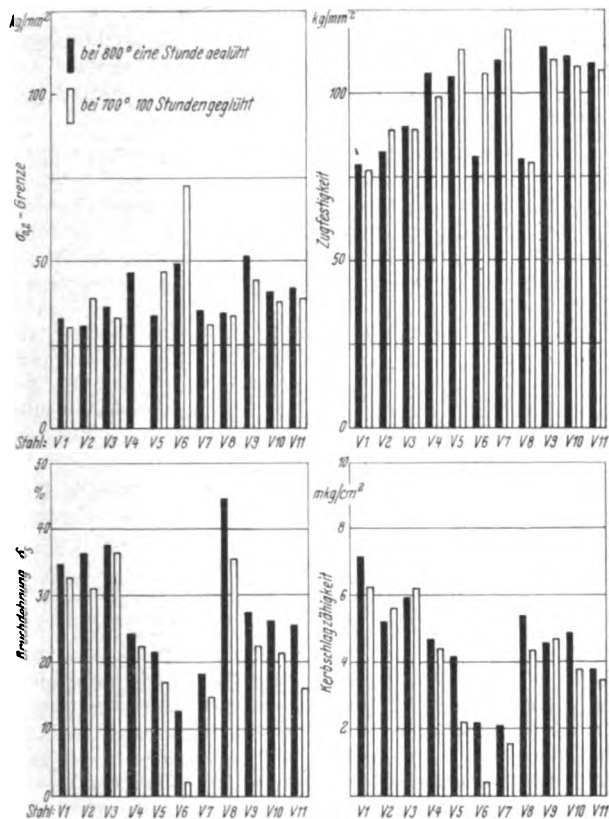 kg/mm²
bei 800° eine Stunde geglüht
bei 700° 100 Stunden geglüht
100
50
0
σ0,2 - Grenze
Stahl: V1 V2 V3 V4 V5 V6 V7 V8 V9 V10 V11
kg/mm²
100
50
0
Zugfestigkeit
V1 V2 V3 V4 V5 V6 V7 V8 V9 V10 V11
50
%
40
30
20
10
0
Bruchdehnung δ5
Stahl: V1 V2 V3 V4 V5 V6 V7 V8 V9 V10 V11
10
mkg/cm²
8
6
4
2
Kerbschlagzähigkeit
V1 V2 V3 V4 V5 V6 V7 V8 V9 V10 V11